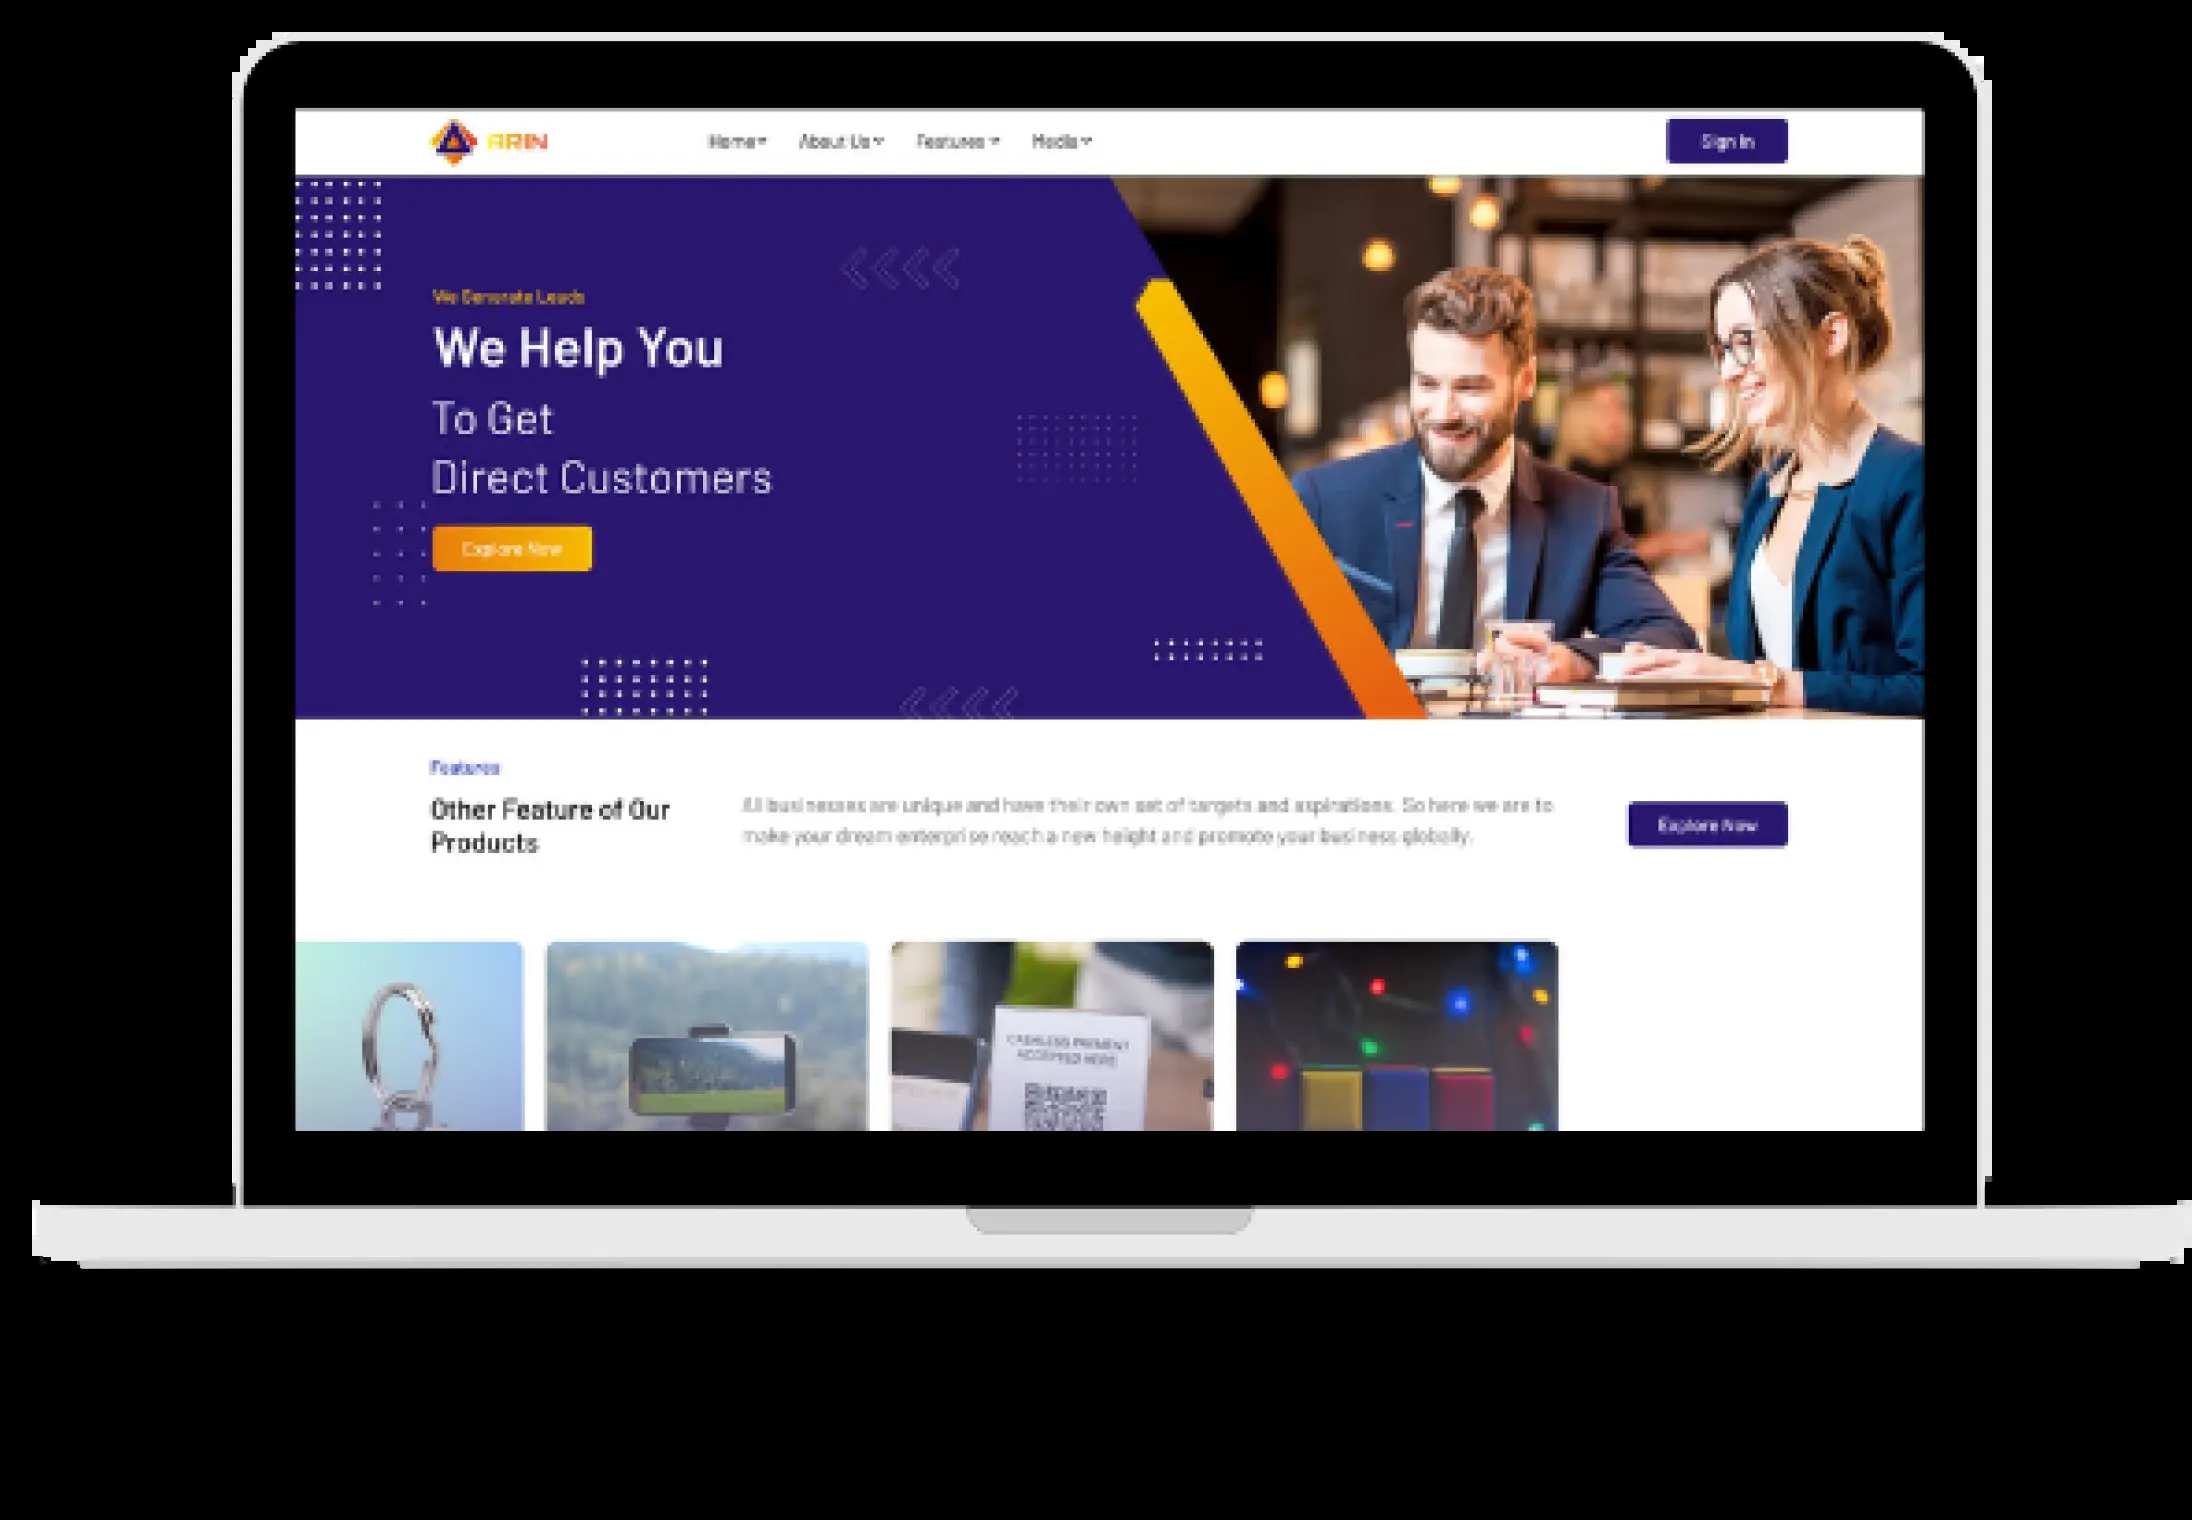 ARIN
Home
About Us
Features
Media
Sign In
We Generate Leads
We Help You
To Get
Direct Customers
Explore Now
Features
Other Feature of Our
Products
All businesses are unique and have their own set of targets and aspirations. So here we are to
make your dream enterprise reach a new height and promote your business globally.
Explore Now
CASHLESS PAYMENT
ACCEPTED HERE